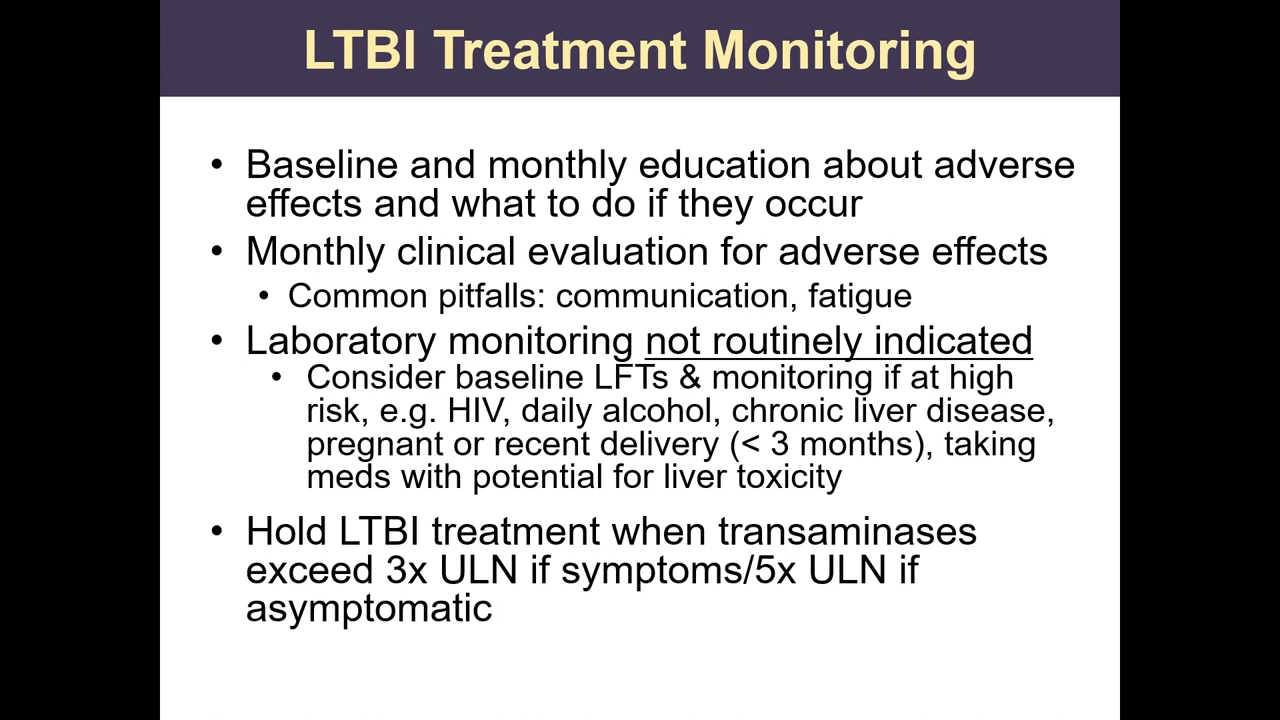 LTBI Treatment Monitoring
• Baseline and monthly education about adverse
effects and what to do if they occur
• Monthly clinical evaluation for adverse effects
• Common pitfalls: communication, fatigue
• Laboratory monitoring not routinely indicated
• Consider baseline LFTs & monitoring if at high
risk, e.g. HIV, daily alcohol, chronic liver disease,
pregnant or recent delivery (< 3 months), taking
meds with potential for liver toxicity
• Hold LTBI treatment when transaminases
exceed 3x ULN if symptoms/5x ULN if
asymptomatic